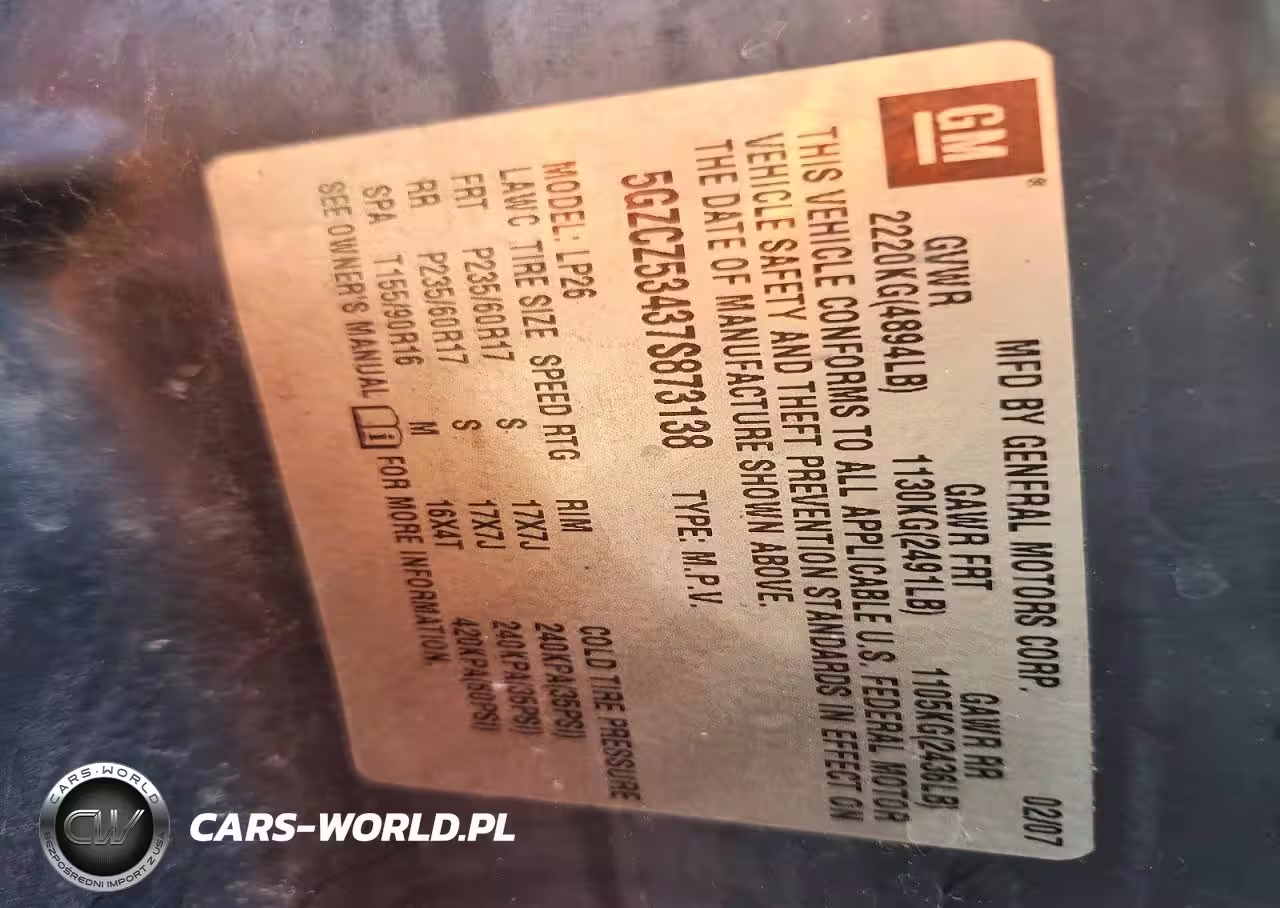 GM®
MFD BY GENERAL MOTORS CORP. 02/07
GVWR GAWR FRT GAWR RR
2220KG(4894LB) 1130KG(2491LB) 1105KG(2436LB)
THIS VEHICLE CONFORMS TO ALL APPLICABLE U.S. FEDERAL MOTOR
VEHICLE SAFETY AND THEFT PREVENTION STANDARDS IN EFFECT ON
THE DATE OF MANUFACTURE SHOWN ABOVE.
5GZCZ53437S873138 TYPE: M.P.V.
MODEL: LP26
LAWC TIRE SIZE SPEED RTG RIM COLD TIRE PRESSURE
FRT P235/60R17 S 17X7J 240KPA(35PSI)
RR P235/60R17 S 17X7J 240KPA(35PSI)
SPA T155/90R16 M 16X4T 420KPA(60PSI)
SEE OWNER'S MANUAL FOR MORE INFORMATION.
CARS-WORLD
CW
BEZPOŚREDNI IMPORT Z USA
CARS-WORLD.PL